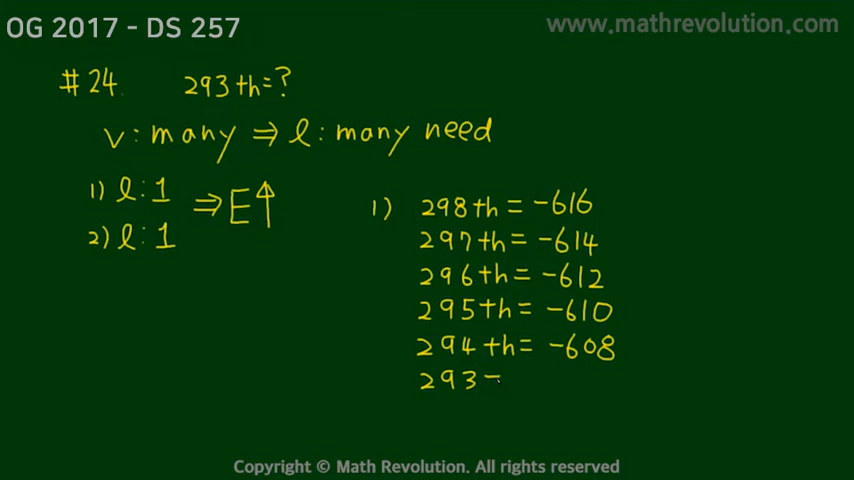 OG 2017 - DS 257
www.mathrevolution.com
#24 293th=?
v: many ⇒ l: many need
1) l: 1 ⇒ E↑
2) l: 1
1) 298th = -616
297th = -614
296th = -612
295th = -610
294th = -608
293-
Copyright © Math Revolution. All rights reserved